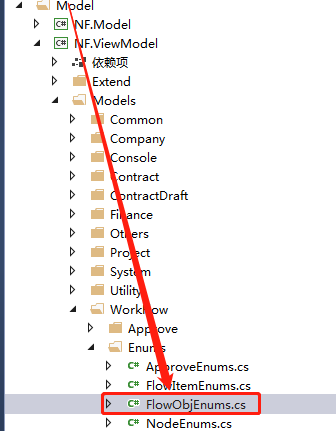 Model
C# NF.Model
C# NF.ViewModel
依赖项
Extend
Models
Common
Company
Console
Contract
ContractDraft
Finance
Others
Project
System
Utility
Workflow
Approve
Enums
C# ApproveEnums.cs
C# FlowItemEnums.cs
C# FlowObjEnums.cs
C# NodeEnums.cs